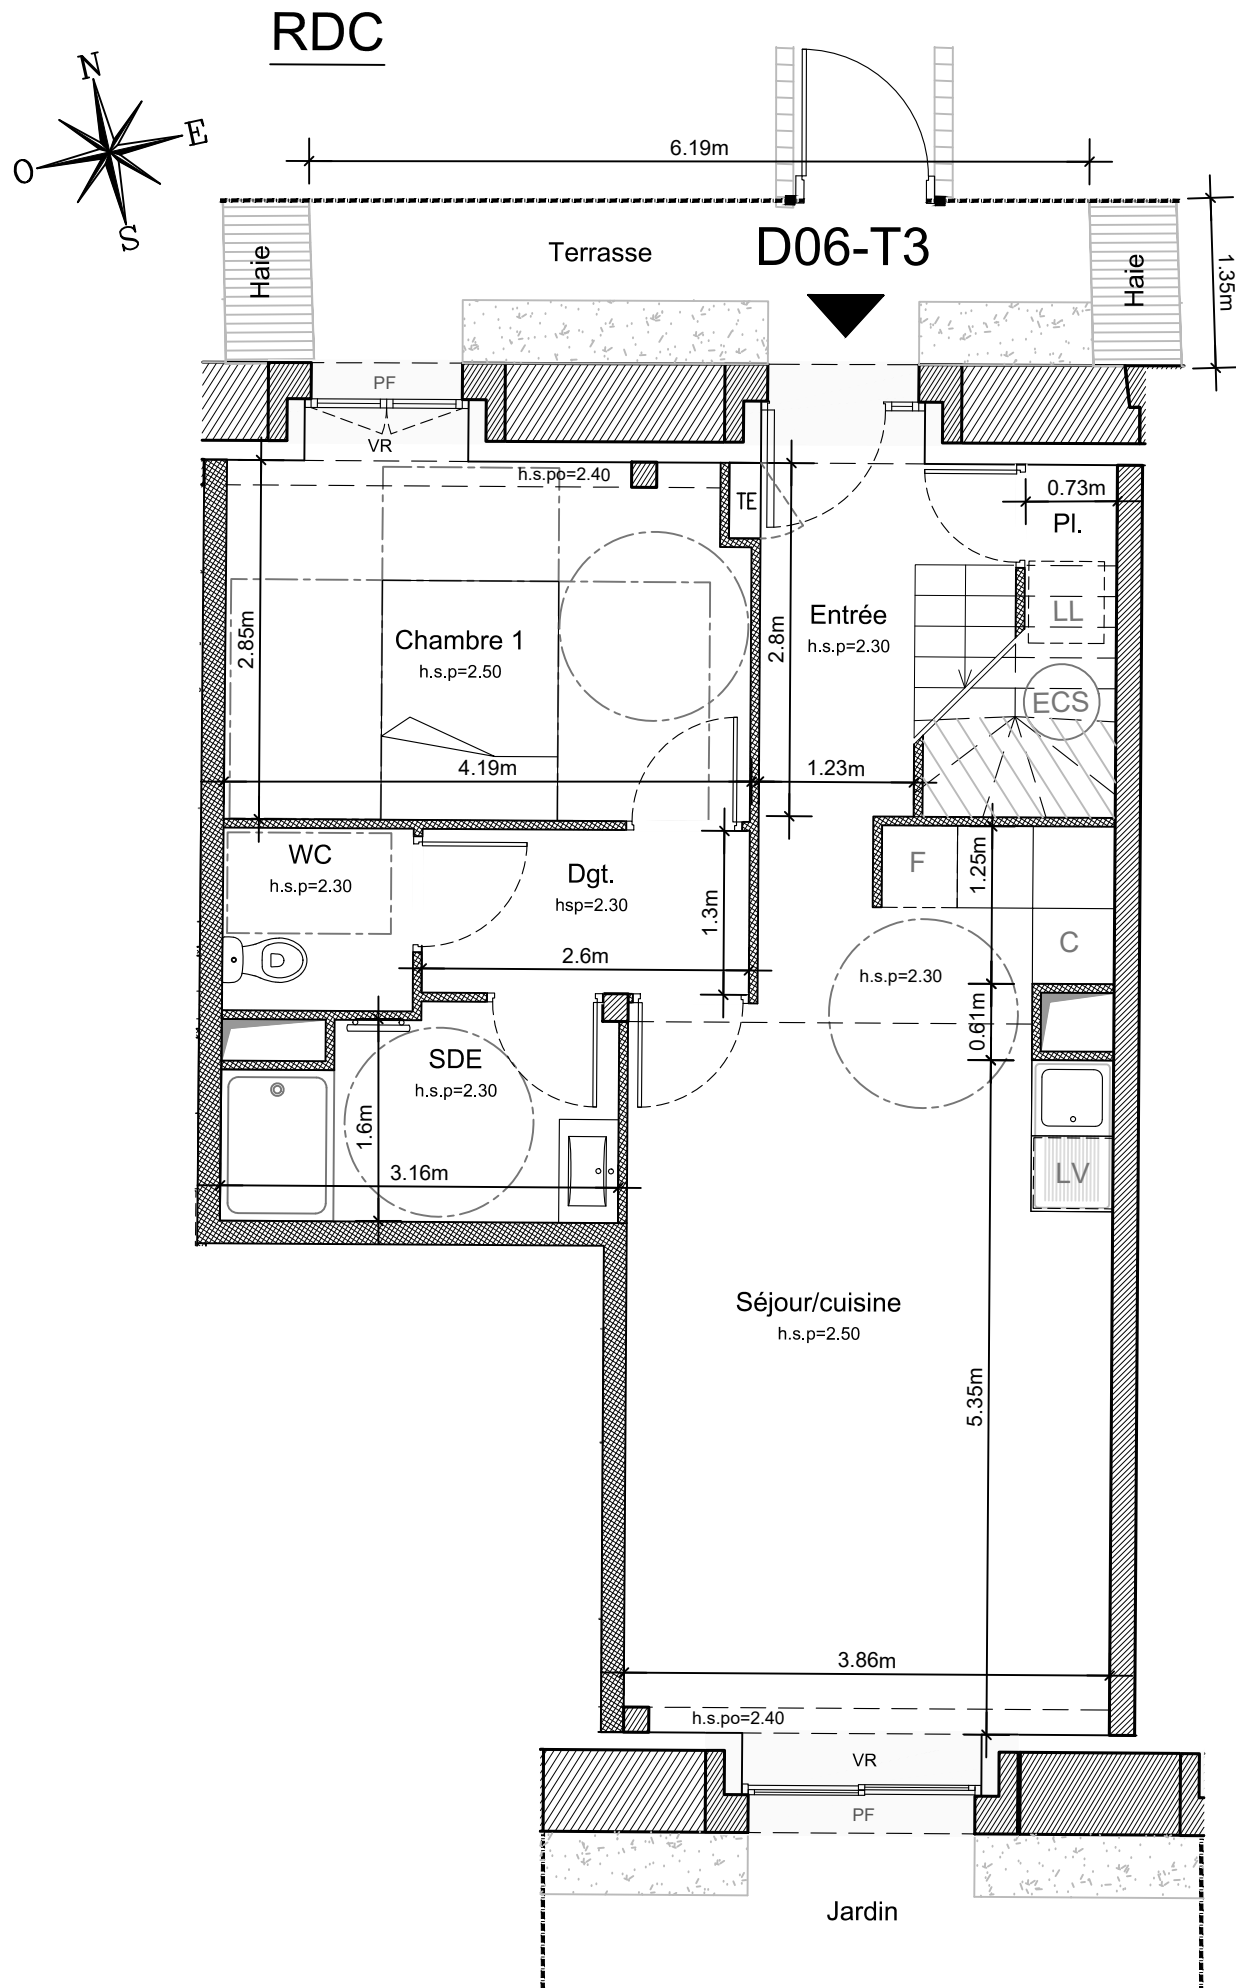 RDC
N
E
O
S
6.19m
Terrasse
D06-T3
Haie
Haie
1.35m
PF
VR
h.s.po=2.40
TE
0.73m
Pl.
LL
Entrée
h.s.p=2.30
Chambre 1
h.s.p=2.50
2.85m
2.8m
ECS
4.19m
1.23m
WC
h.s.p=2.30
Dgt.
hsp=2.30
1.3m
F
1.25m
C
2.6m
h.s.p=2.30
0.61m
SDE
h.s.p=2.30
1.6m
3.16m
LV
Séjour/cuisine
h.s.p=2.50
5.35m
3.86m
h.s.po=2.40
VR
PF
Jardin